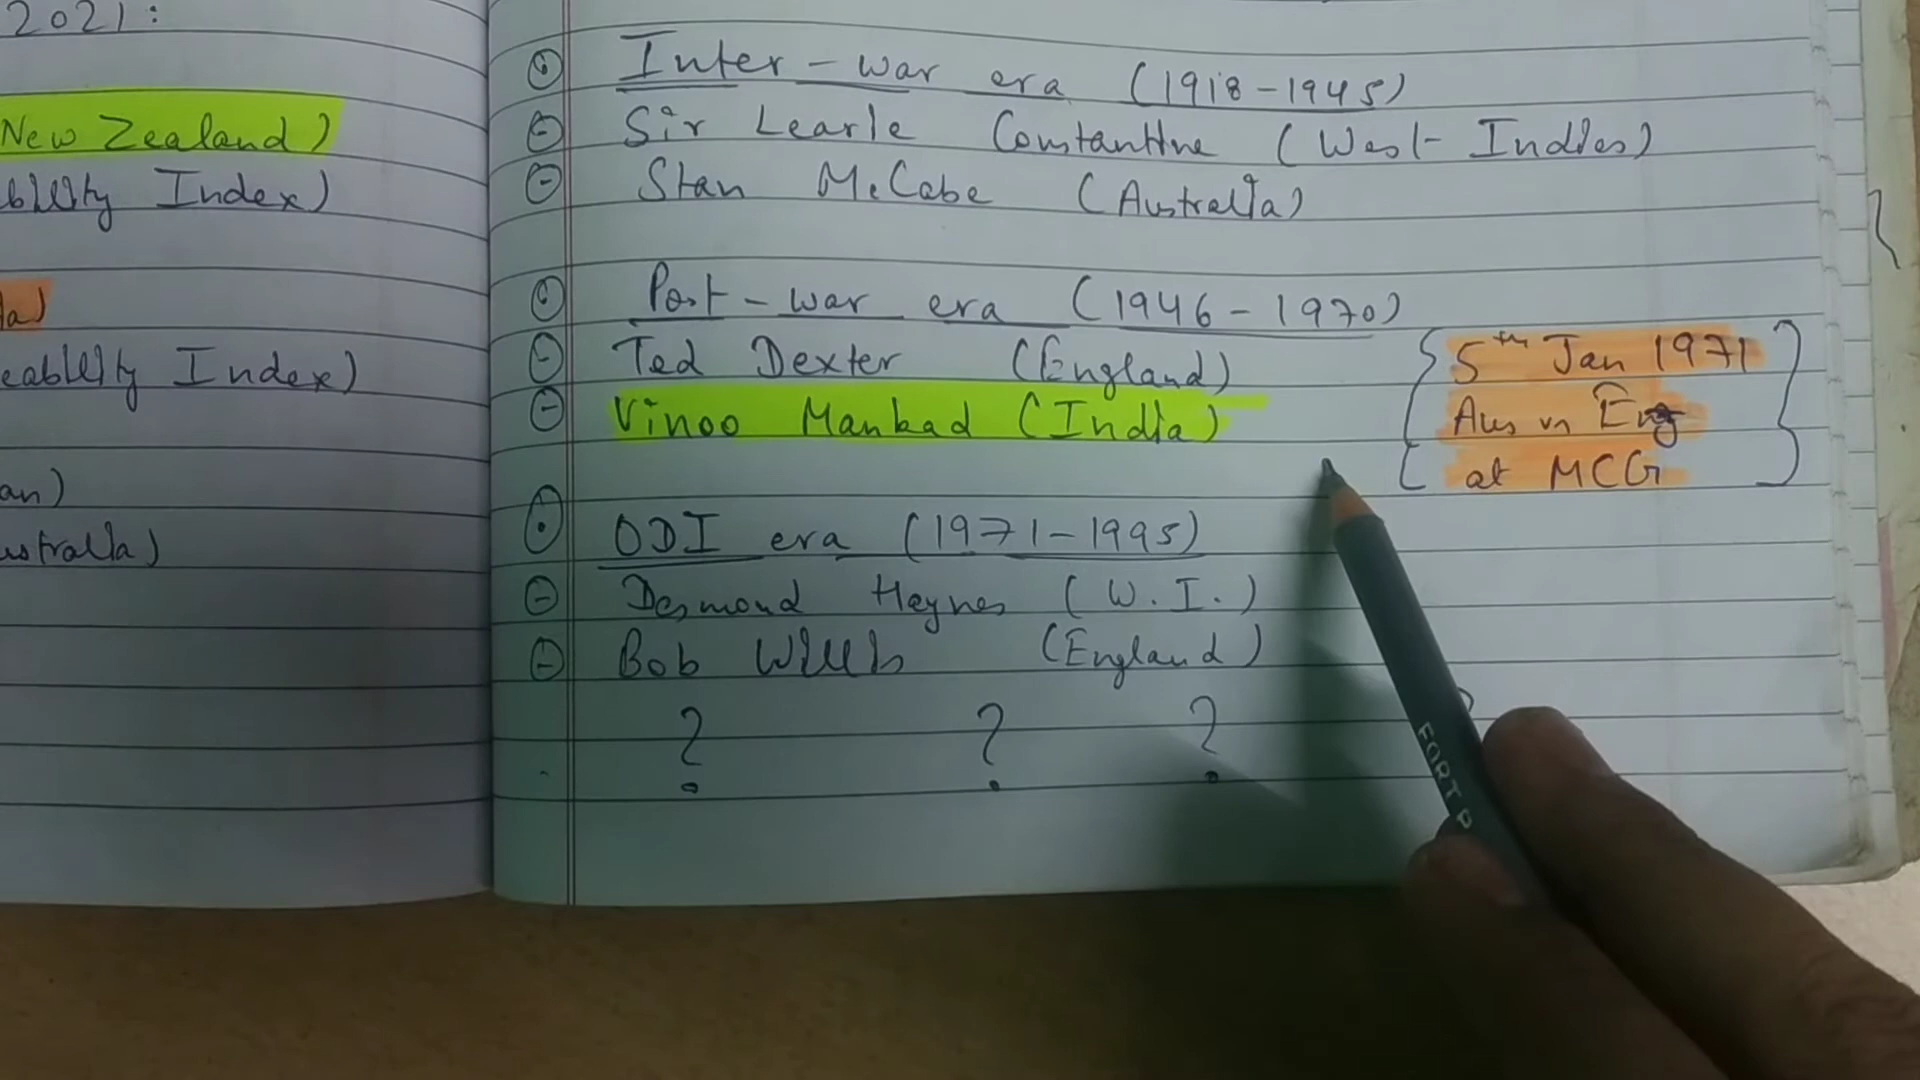 2021:
New Zealand)
Index)
a)
Index)
an)
ustralia)
Inter - war era (1918-1945)
Sir Learie Constantine (West Indies)
Stan McCabe (Australia)
Post - war era (1946 - 1970)
Ted Dexter (England)
Vinoo Mankad (India)
5th Jan 1971
Aus vs Eng
at MCG
ODI era (1971-1995)
Desmond Haynes (W.I.)
Bob Willis (England)
? ? ?
FORT P